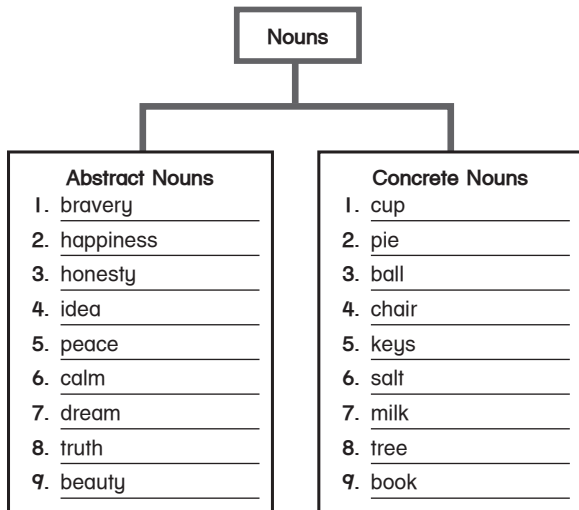 Nouns
Abstract Nouns
1. bravery
2. happiness
3. honesty
4. idea
5. peace
6. calm
7. dream
8. truth
9. beauty
Concrete Nouns
1. cup
2. pie
3. ball
4. chair
5. keys
6. salt
7. milk
8. tree
9. book